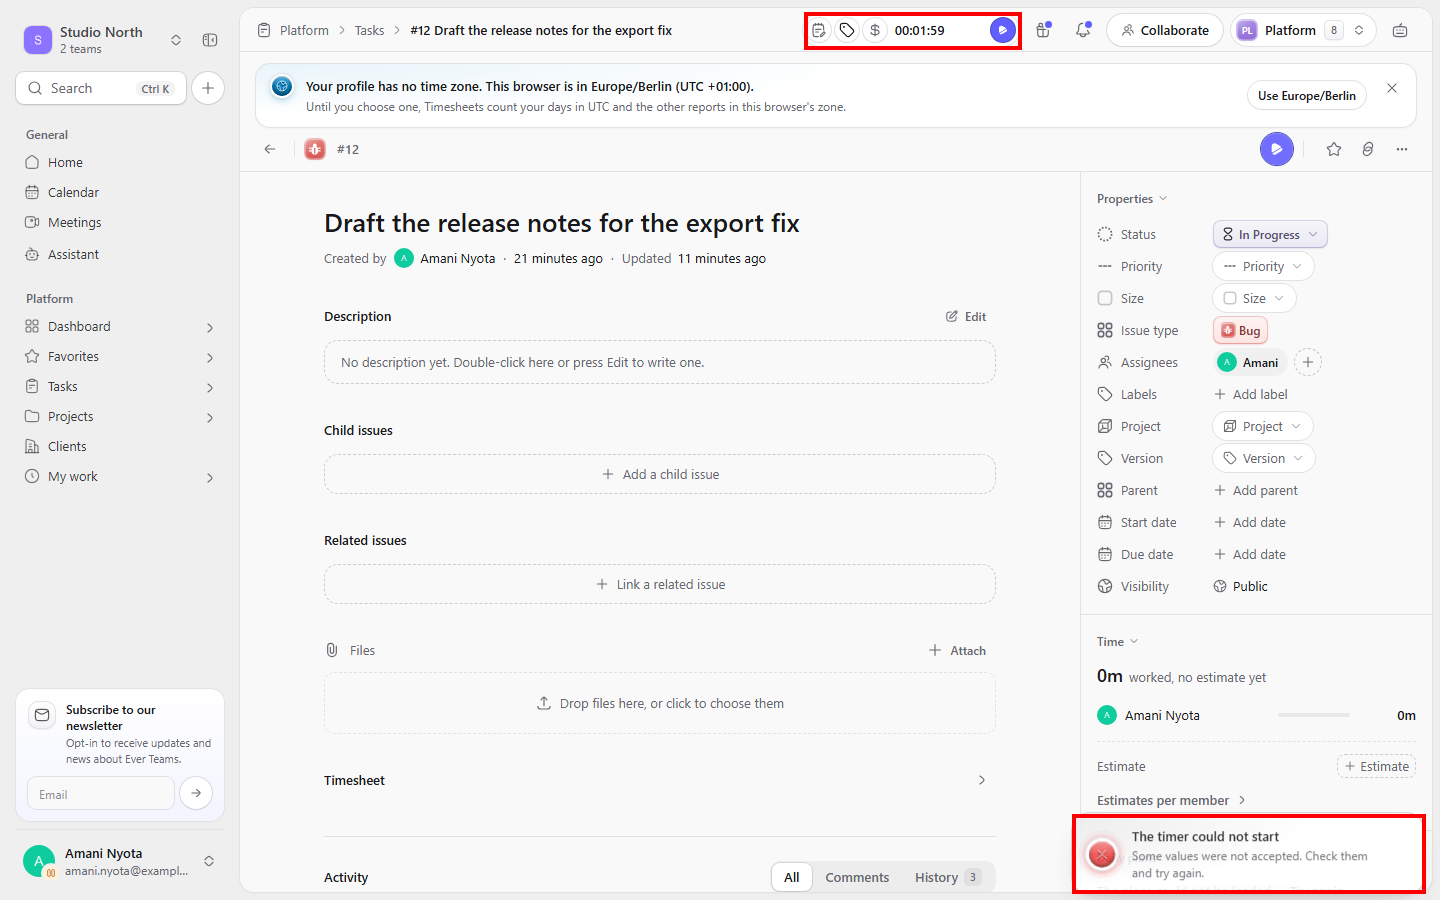 S
Studio North
2 teams
Search
Ctrl K
General
Home
Calendar
Meetings
Assistant
Platform
Dashboard
Favorites
Tasks
Projects
Clients
My work
Subscribe to our
newsletter
Opt-in to receive updates and
news about Ever Teams.
Email
A
Amani Nyota
amani.nyota@exampl...
Platform
Tasks
#12 Draft the release notes for the export fix
00:01:59
Collaborate
PL
Platform
8
Your profile has no time zone. This browser is in Europe/Berlin (UTC +01:00).
Until you choose one, Timesheets count your days in UTC and the other reports in this browser's zone.
Use Europe/Berlin
#12
Draft the release notes for the export fix
Created by A Amani Nyota · 21 minutes ago · Updated 11 minutes ago
Description
Edit
No description yet. Double-click here or press Edit to write one.
Child issues
Add a child issue
Related issues
Link a related issue
Files
Attach
Drop files here, or click to choose them
Timesheet
Activity
All
Comments
History 3
Properties
Status In Progress
Priority Priority
Size Size
Issue type Bug
Assignees A Amani
Labels Add label
Project Project
Version Version
Parent Add parent
Start date Add date
Due date Add date
Visibility Public
Time
0m worked, no estimate yet
A Amani Nyota 0m
Estimate
Estimate
Estimates per member
The timer could not start
Some values were not accepted. Check them
and try again.